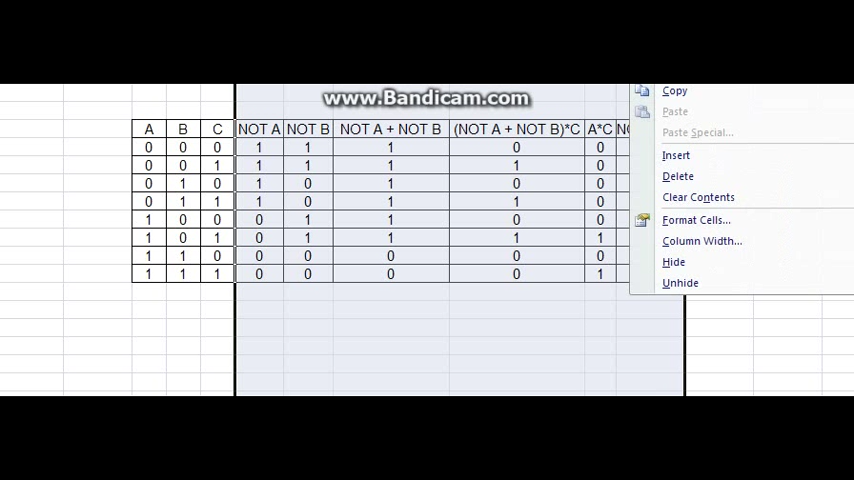 www.Bandicam.com
A B C NOT A NOT B NOT A + NOT B (NOT A + NOT B)*C A*C
0 0 0 1 1 1 0 0
0 0 1 1 1 1 1 0
0 1 0 1 0 1 0 0
0 1 1 1 0 1 1 0
1 0 0 0 1 1 0 0
1 0 1 0 1 1 1 1
1 1 0 0 0 0 0 0
1 1 1 0 0 0 0 1
Copy
Paste
Paste Special...
Insert
Delete
Clear Contents
Format Cells...
Column Width...
Hide
Unhide